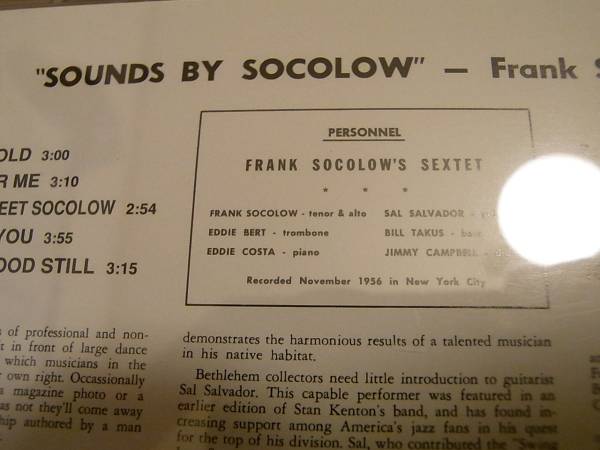 "SOUNDS BY SOCOLOW" — Frank
OLD 3:00
R ME 3:10
EET SOCOLOW 2:54
YOU 3:55
OOD STILL 3:15
PERSONNEL
FRANK SOCOLOW'S SEXTET
* * *
FRANK SOCOLOW - tenor & alto SAL SALVADOR -
EDDIE BERT - trombone BILL TAKUS -
EDDIE COSTA - piano JIMMY CAMPBELL -
Recorded November 1956 in New York City
s of professional and non-
t in front of large dance
which musicians in the
own right. Occassionally
a magazine photo or a
as not they'll come away
hip authored by a man
demonstrates the harmonious results of a talented musician
in his native habitat.
Bethlehem collectors need little introduction to guitarist
Sal Salvador. This capable performer was featured in an
earlier edition of Stan Kenton's band, and has found in-
creasing support among America's jazz fans in his quest
for the top of his division. Sal, who contributed the "Swing